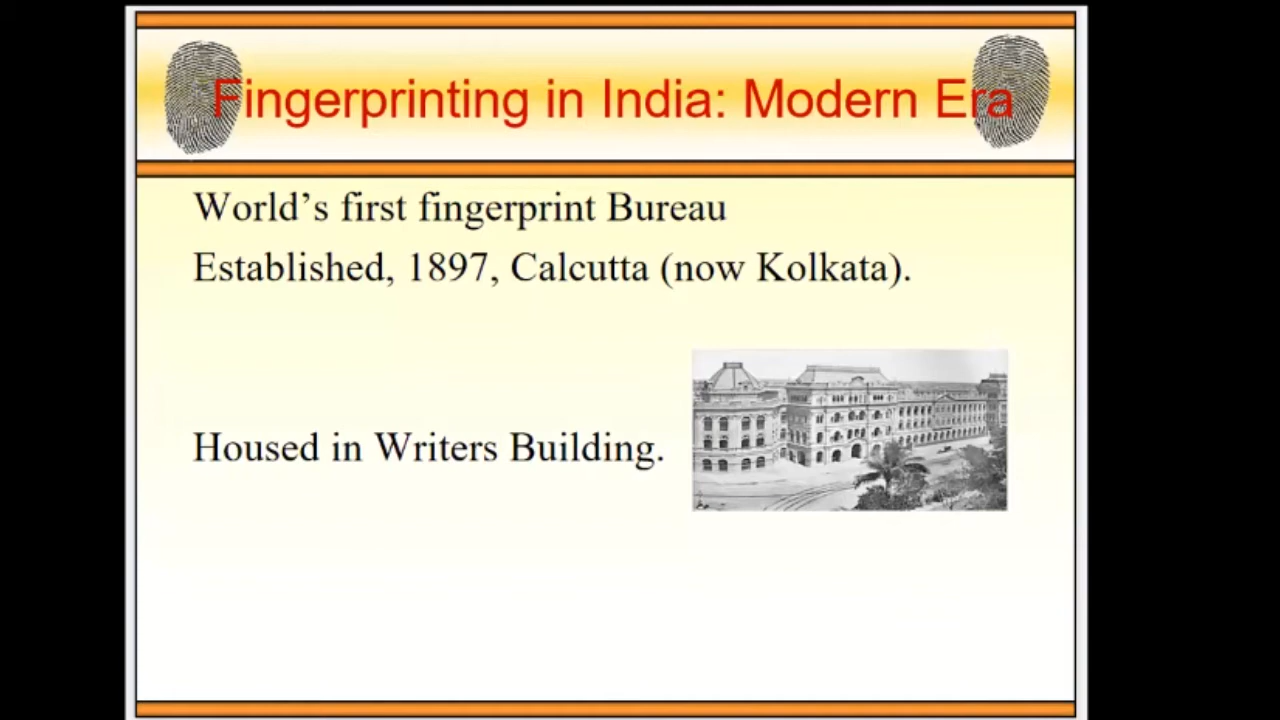 Fingerprinting in India: Modern Era
World’s first fingerprint Bureau
Established, 1897, Calcutta (now Kolkata).
Housed in Writers Building.